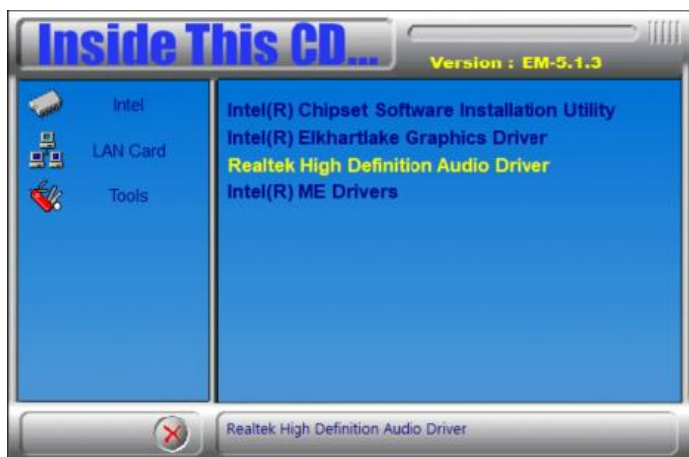 Inside This CD...
Version : EM-5.1.3
Intel
LAN Card
Tools
Intel(R) Chipset Software Installation Utility
Intel(R) Elkhartlake Graphics Driver
Realtek High Definition Audio Driver
Intel(R) ME Drivers
Realtek High Definition Audio Driver